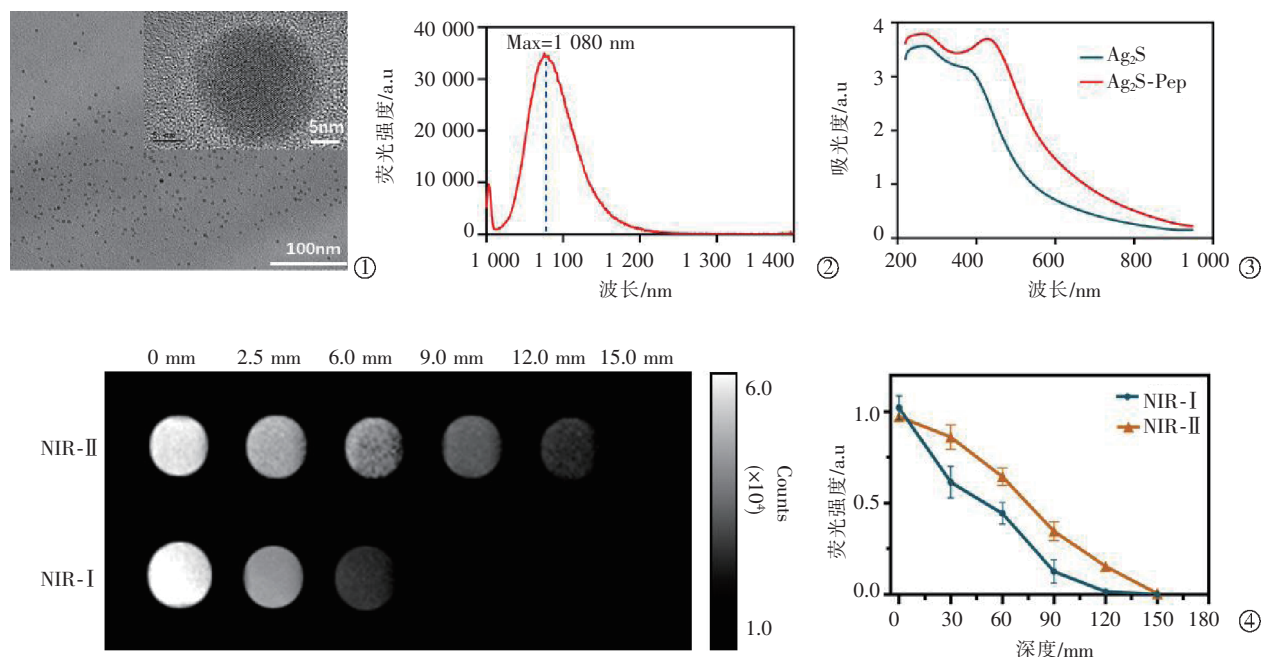 5nm
100nm
①
40 000
30 000
20 000
10 000
0
荧光强度/a.u
Max=1 080 nm
1 000
1 100
1 200
1 300
1 400
波长/nm
②
4
3
2
1
0
吸光度/a.u
Ag₂S
Ag₂S-Pep
200
400
600
800
1 000
波长/nm
③
0 mm
2.5 mm
6.0 mm
9.0 mm
12.0 mm
15.0 mm
NIR-Ⅱ
NIR-Ⅰ
6.0
1.0
Counts
(×10⁴)
1.0
0.5
0.0
荧光强度/a.u
NIR-Ⅰ
NIR-Ⅱ
0
30
60
90
120
150
180
深度/mm
④